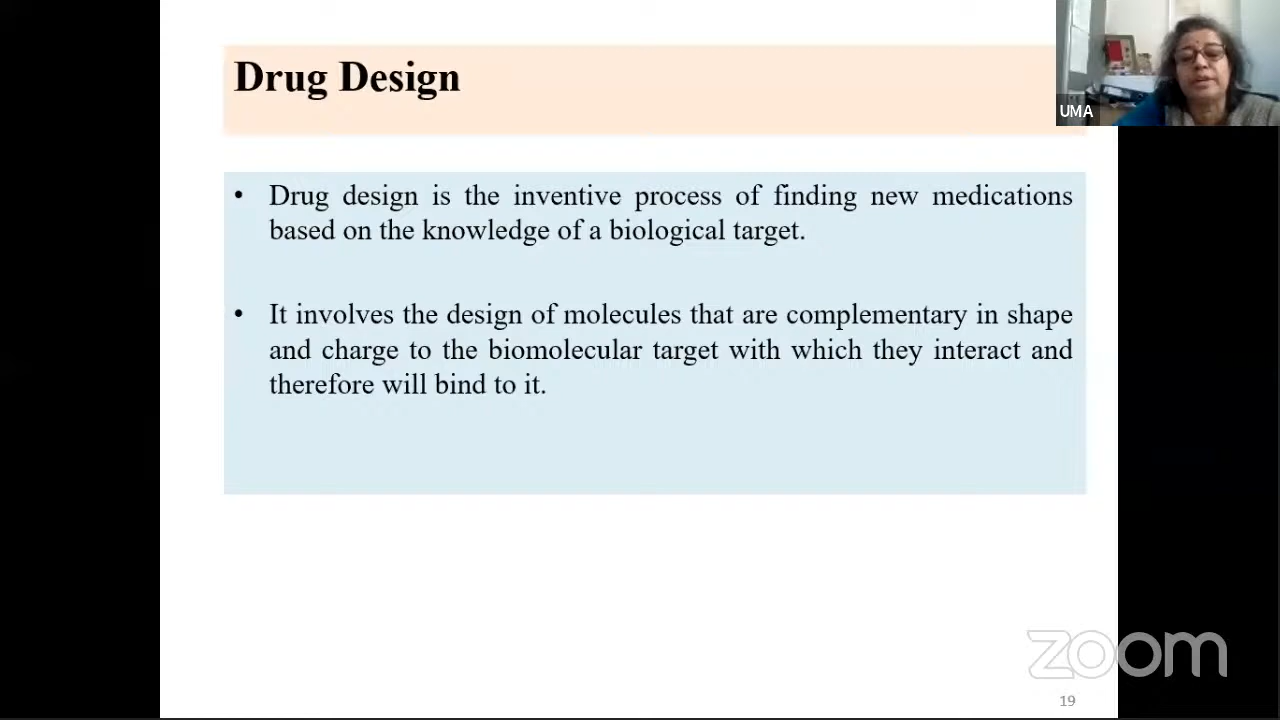 Drug Design
UMA
• Drug design is the inventive process of finding new medications
based on the knowledge of a biological target.
• It involves the design of molecules that are complementary in shape
and charge to the biomolecular target with which they interact and
therefore will bind to it.
zoom
19